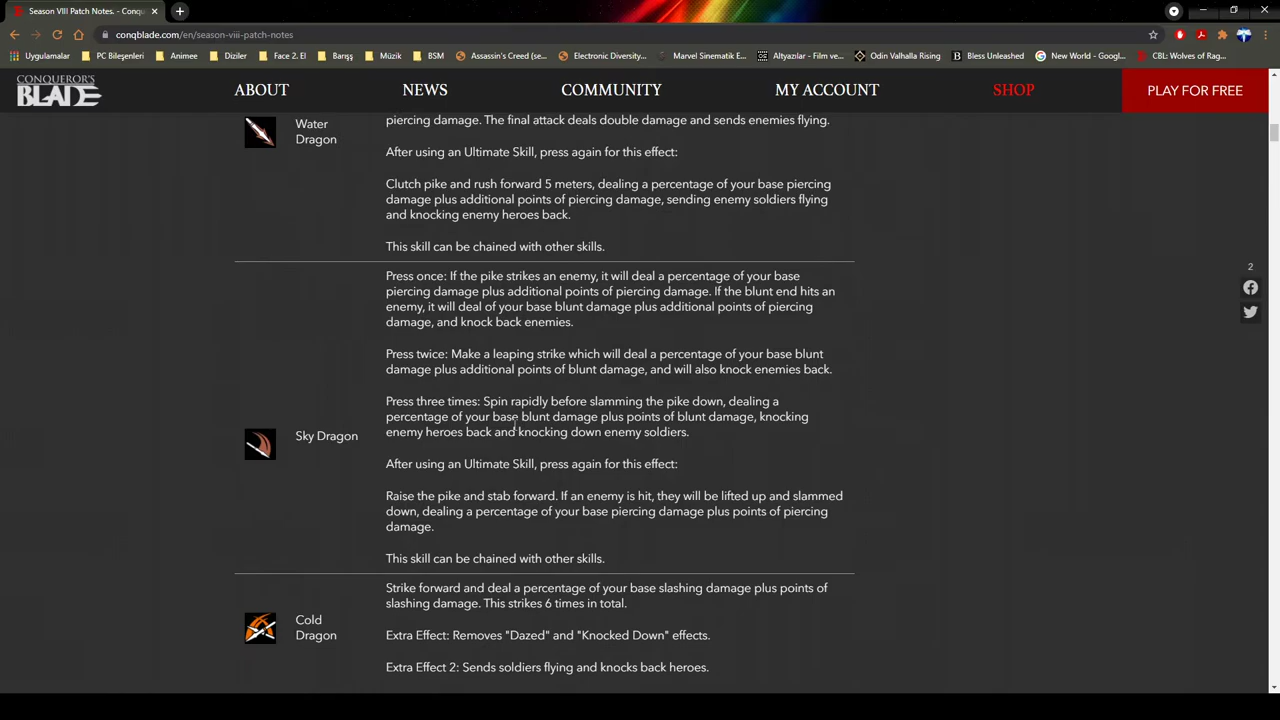 Season VIII Patch Notes. - Conqu
conqblade.com/en/season-viii-patch-notes
Uygulamalar
PC Bileşenleri
Animee
Diziler
Face 2. El
Barış
Müzik
BSM
Assassin's Creed (se...
Electronic Diversity...
Marvel Sinematik E...
Altyazılar - Film ve...
Odin Valhalla Rising
Bless Unleashed
New World - Googl...
CBL: Wolves of Rag...
CONQUEROR'S
BLADE
ABOUT
NEWS
COMMUNITY
MY ACCOUNT
SHOP
PLAY FOR FREE
Water
Dragon
piercing damage. The final attack deals double damage and sends enemies flying.
After using an Ultimate Skill, press again for this effect:
Clutch pike and rush forward 5 meters, dealing a percentage of your base piercing
damage plus additional points of piercing damage, sending enemy soldiers flying
and knocking enemy heroes back.
This skill can be chained with other skills.
2
Sky Dragon
Press once: If the pike strikes an enemy, it will deal a percentage of your base
piercing damage plus additional points of piercing damage. If the blunt end hits an
enemy, it will deal of your base blunt damage plus additional points of piercing
damage, and knock back enemies.
Press twice: Make a leaping strike which will deal a percentage of your base blunt
damage plus additional points of blunt damage, and will also knock enemies back.
Press three times: Spin rapidly before slamming the pike down, dealing a
percentage of your base blunt damage plus points of blunt damage, knocking
enemy heroes back and knocking down enemy soldiers.
After using an Ultimate Skill, press again for this effect:
Raise the pike and stab forward. If an enemy is hit, they will be lifted up and slammed
down, dealing a percentage of your base piercing damage plus points of piercing
damage.
This skill can be chained with other skills.
Cold
Dragon
Strike forward and deal a percentage of your base slashing damage plus points of
slashing damage. This strikes 6 times in total.
Extra Effect: Removes "Dazed" and "Knocked Down" effects.
Extra Effect 2: Sends soldiers flying and knocks back heroes.